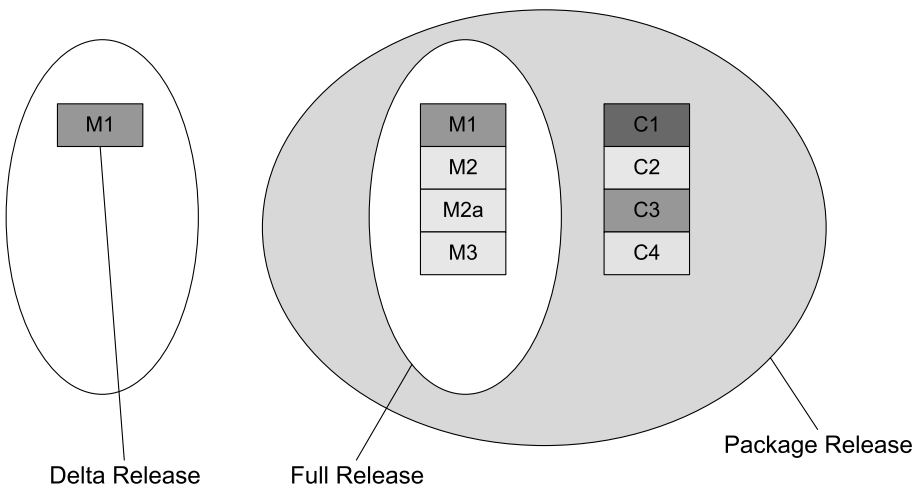 M1
M1
M2
M2a
M3
C1
C2
C3
C4
Delta Release
Full Release
Package Release